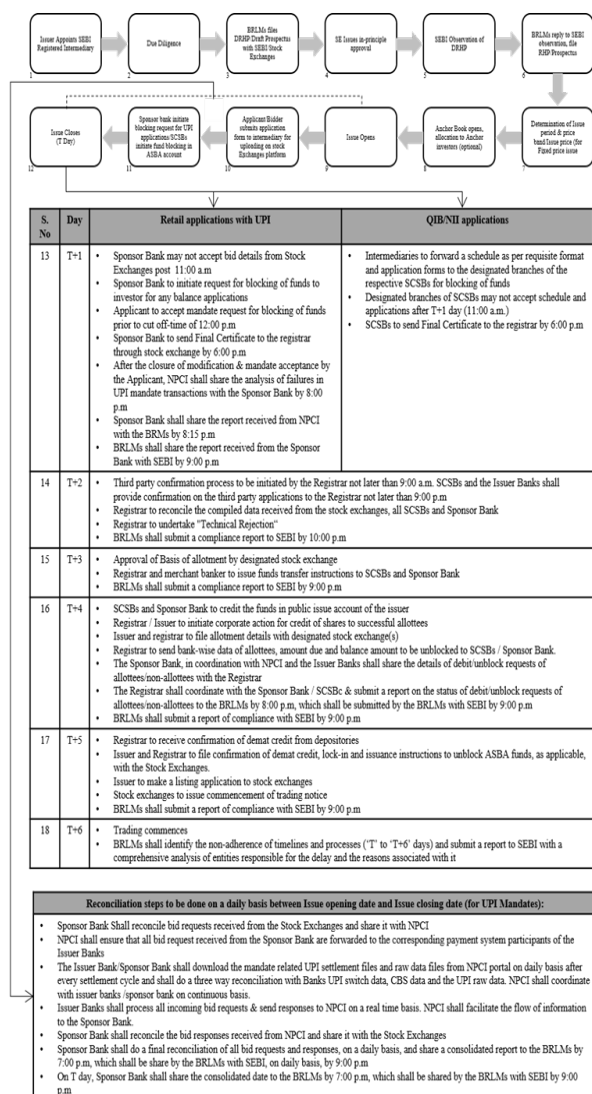 Issuer Appoints SEBI
Registered Intermediary
1
Due Diligence
2
BRLMs files
DRHP Draft Prospectus
with SEBI Stock
Exchanges
3
SE Issues in-principle
approval
4
SEBI Observation of
DRHP
5
BRLMs reply to SEBI
observation, file
RHP Prospectus
6
Issue Closes
(T Day)
12
Sponsor bank initiate
blocking request for UPI
applications/SCSBs
initiate fund blocking in
ASBA account
11
Applicant/Bidder
submits application
form to intermediary for
uploading on stock
Exchanges platform
10
Issue Opens
9
Anchor Book opens,
allocation to Anchor
investors (optional)
8
Determination of Issue
period & price
band/Issue price (for
Fixed price issue
7
S.
No
Day
Retail applications with UPI
QIB/NII applications
13
T+1
• Sponsor Bank may not accept bid details from Stock
Exchanges post 11:00 a.m
• Sponsor Bank to initiate request for blocking of funds to
investor for any balance applications
• Applicant to accept mandate request for blocking of funds
prior to cut off-time of 12:00 p.m
• Sponsor Bank to send Final Certificate to the registrar
through stock exchange by 6:00 p.m
• After the closure of modification & mandate acceptance by
the Applicant, NPCI shall share the analysis of failures in
UPI mandate transactions with the Sponsor Bank by 8:00
p.m
• Sponsor Bank shall share the report received from NPCI
with the BRMs by 8:15 p.m
• BRLMs shall share the report received from the Sponsor
Bank with SEBI by 9:00 p.m
• Intermediaries to forward a schedule as per requisite format
and application forms to the designated branches of the
respective SCSBs for blocking of funds
• Designated branches of SCSBs may not accept schedule and
applications after T+1 day (11:00 a.m.)
• SCSBs to send Final Certificate to the registrar by 6:00 p.m
14
T+2
• Third party confirmation process to be initiated by the Registrar not later than 9:00 a.m. SCSBs and the Issuer Banks shall
provide confirmation on the third party applications to the Registrar not later than 9:00 p.m
• Registrar to reconcile the compiled data received from the stock exchanges, all SCSBs and Sponsor Bank
• Registrar to undertake "Technical Rejection"
• BRLMs shall submit a compliance report to SEBI by 10:00 p.m
15
T+3
• Approval of Basis of allotment by designated stock exchange
• Registrar and merchant banker to issue funds transfer instructions to SCSBs and Sponsor Bank
• BRLMs shall submit a compliance report to SEBI by 9:00 p.m
16
T+4
• SCSBs and Sponsor Bank to credit the funds in public issue account of the issuer
• Registrar / Issuer to initiate corporate action for credit of shares to successful allottees
• Issuer and registrar to file allotment details with designated stock exchange(s)
• Registrar to send bank-wise data of allottees, amount due and balance amount to be unblocked to SCSBs / Sponsor Bank.
• The Sponsor Bank, in coordination with NPCI and the Issuer Banks shall share the details of debit/unblock requests of
allottees/non-allottees with the Registrar
• The Registrar shall coordinate with the Sponsor Bank / SCSBc & submit a report on the status of debit/unblock requests of
allottees/non-allottees to the BRLMs by 8:00 p.m, which shall be submitted by the BRLMs with SEBI by 9:00 p.m
• BRLMs shall submit a report of compliance with SEBI by 9:00 p.m
17
T+5
• Registrar to receive confirmation of demat credit from depositories
• Issuer and Registrar to file confirmation of demat credit, lock-in and issuance instructions to unblock ASBA funds, as applicable,
with the Stock Exchanges.
• Issuer to make a listing application to stock exchanges
• Stock exchanges to issue commencement of trading notice
• BRLMs shall submit a report of compliance with SEBI by 9:00 p.m
18
T+6
• Trading commences
• BRLMs shall identify the non-adherence of timelines and processes ('T' to 'T+6' days) and submit a report to SEBI with a
comprehensive analysis of entities responsible for the delay and the reasons associated with it
Reconciliation steps to be done on a daily basis between Issue opening date and Issue closing date (for UPI Mandates):
• Sponsor Bank Shall reconcile bid requests received from the Stock Exchanges and share it with NPCI
• NPCI shall ensure that all bid request received from the Sponsor Bank are forwarded to the corresponding payment system participants of the
Issuer Banks
• The Issuer Bank/Sponsor Bank shall download the mandate related UPI settlement files and raw data files from NPCI portal on daily basis after
every settlement cycle and shall do a three way reconciliation with Banks UPI switch data, CBS data and the UPI raw data. NPCI shall coordinate
with issuer banks /sponsor bank on continuous basis.
• Issuer Banks shall process all incoming bid requests & send responses to NPCI on a real time basis. NPCI shall facilitate the flow of information
to the Sponsor Bank.
• Sponsor Bank shall reconcile the bid responses received from NPCI and share it with the Stock Exchanges
• Sponsor Bank shall do a final reconciliation of all bid requests and responses, on a daily basis, and share a consolidated report to the BRLMs by
7:00 p.m, which shall be share by the BRLMs with SEBI, on daily basis, by 9:00 p.m
• On T day, Sponsor Bank shall share the consolidated date to the BRLMs by 7:00 p.m, which shall be shared by the BRLMs with SEBI by 9:00
p.m